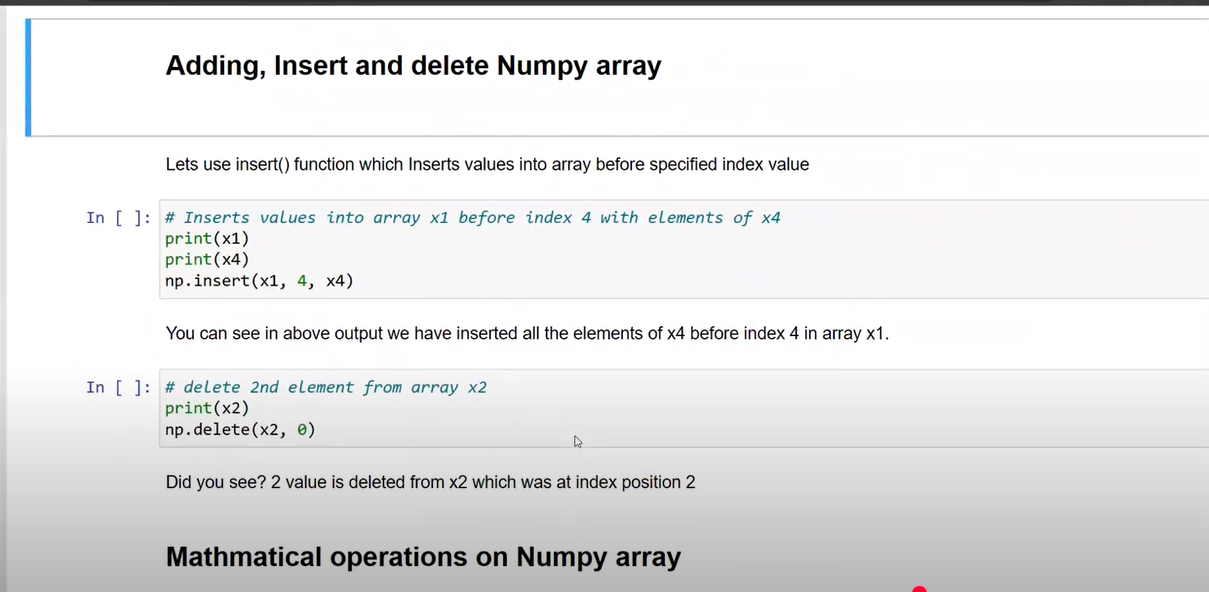 Adding, Insert and delete Numpy array
Lets use insert() function which Inserts values into array before specified index value
In [ ]: # Inserts values into array x1 before index 4 with elements of x4
print(x1)
print(x4)
np.insert(x1, 4, x4)
You can see in above output we have inserted all the elements of x4 before index 4 in array x1.
In [ ]: # delete 2nd element from array x2
print(x2)
np.delete(x2, 0)
Did you see? 2 value is deleted from x2 which was at index position 2
Mathmatical operations on Numpy array